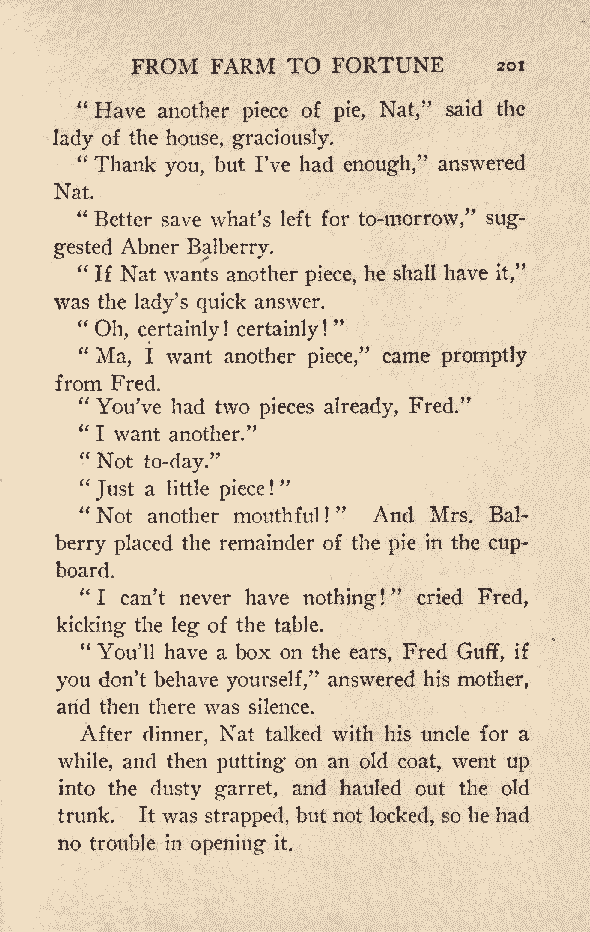 FROM FARM TO FORTUNE 201
“ Have another piece of pie, Nat,” said the
lady of the house, graciously.
“ Thank you, but I’ve had enough,” answered
Nat.
“ Better save what’s left for to-morrow,” sug-
gested Abner Balberry.
“ If Nat wants another piece, he shall have it,”
was the lady’s quick answer.
“ Oh, certainly! certainly! ”
“ Ma, I want another piece,” came promptly
from Fred.
“ You’ve had two pieces already, Fred.”
“ I want another.”
“ Not to-day.”
“ Just a little piece! ”
“ Not another mouthful! ” And Mrs. Bal-
berry placed the remainder of the pie in the cup-
board.
“ I can’t never have nothing! ” cried Fred,
kicking the leg of the table.
“ You’ll have a box on the ears, Fred Guff, if
you don’t behave yourself,” answered his mother,
and then there was silence.
After dinner, Nat talked with his uncle for a
while, and then putting on an old coat, went up
into the dusty garret, and hauled out the old
trunk. It was strapped, but not locked, so he had
no trouble in opening it.